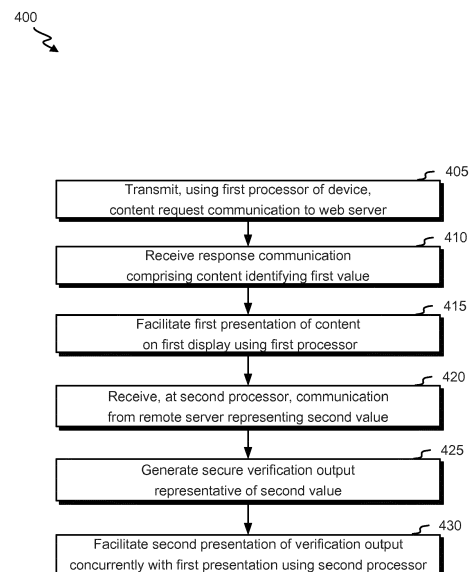 400
405
Transmit, using first processor of device,
content request communication to web server
410
Receive response communication
comprising content identifying first value
415
Facilitate first presentation of content
on first display using first processor
420
Receive, at second processor, communication
from remote server representing second value
425
Generate secure verification output
representative of second value
430
Facilitate second presentation of verification output
concurrently with first presentation using second processor